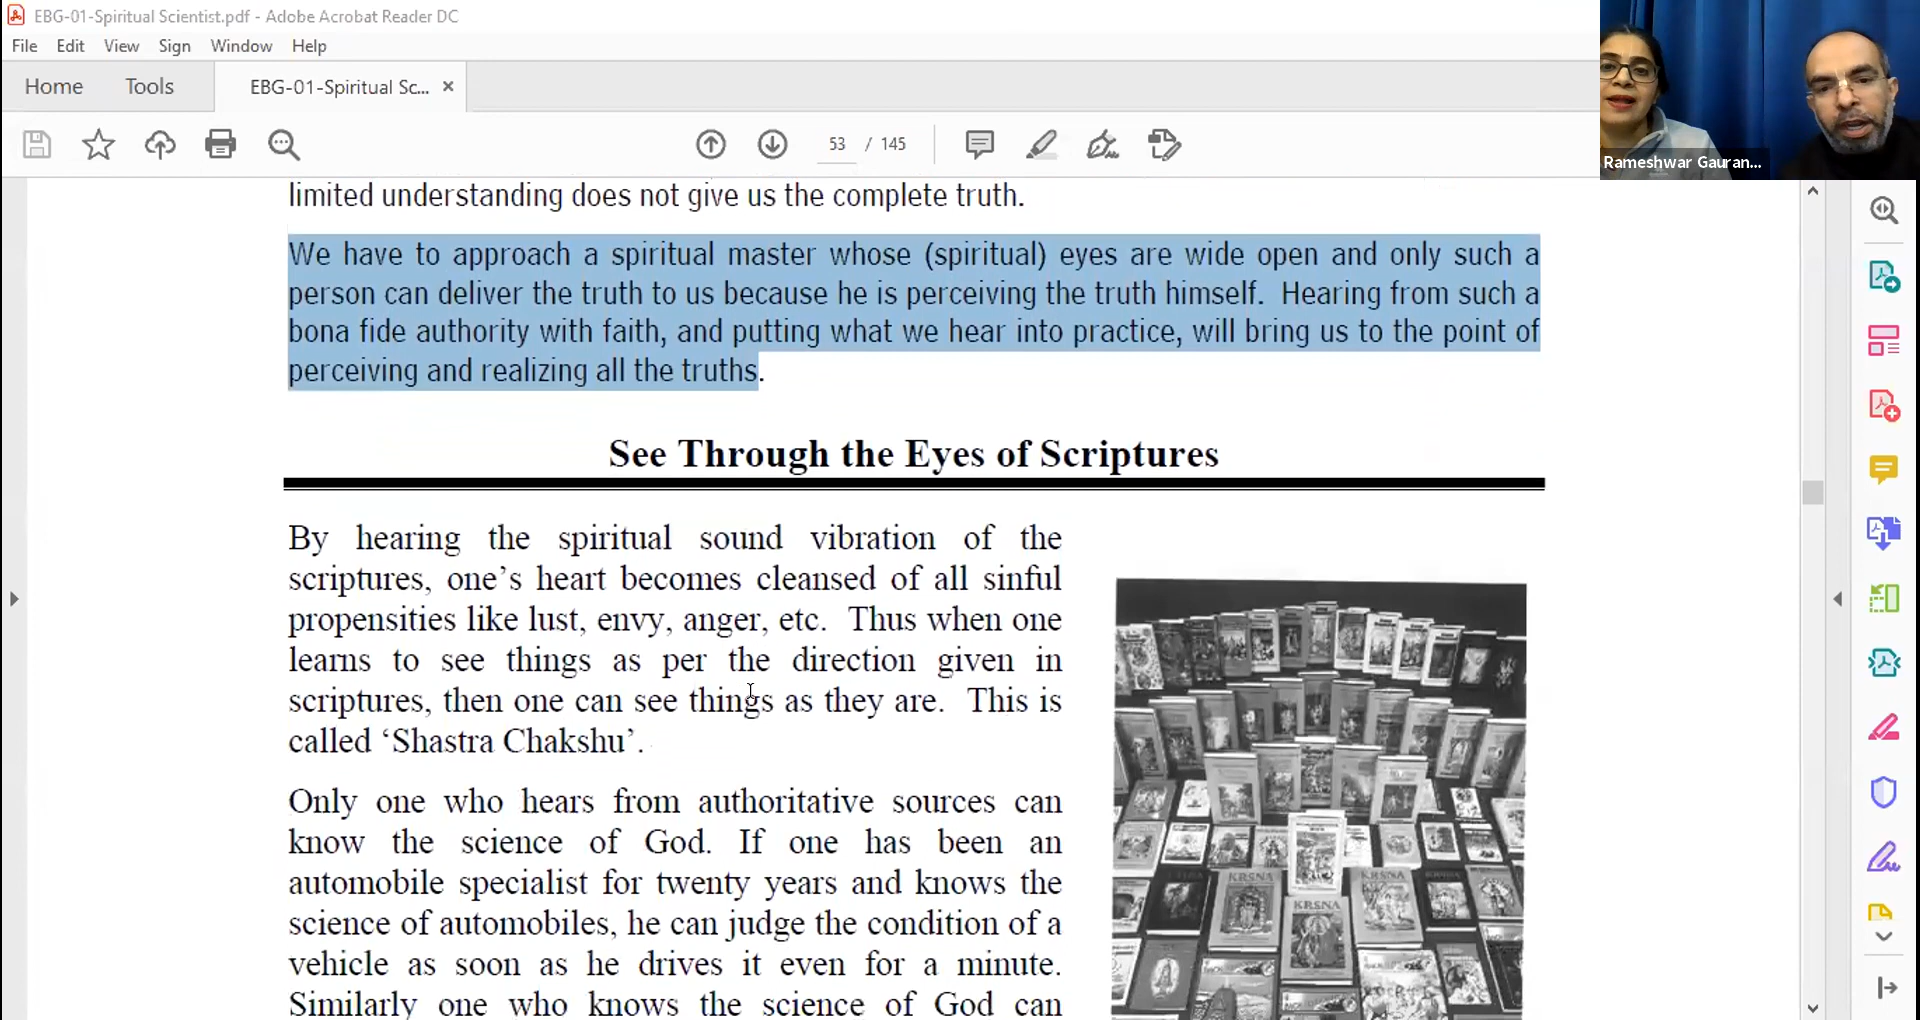 EBG-01-Spiritual Scientist.pdf - Adobe Acrobat Reader DC
File Edit View Sign Window Help
Home Tools EBG-01-Spiritual Sc... ×
53 / 145
Rameshwar Gauran...
limited understanding does not give us the complete truth.
We have to approach a spiritual master whose (spiritual) eyes are wide open and only such a
person can deliver the truth to us because he is perceiving the truth himself. Hearing from such a
bona fide authority with faith, and putting what we hear into practice, will bring us to the point of
perceiving and realizing all the truths.
See Through the Eyes of Scriptures
By hearing the spiritual sound vibration of the
scriptures, one’s heart becomes cleansed of all sinful
propensities like lust, envy, anger, etc. Thus when one
learns to see things as per the direction given in
scriptures, then one can see things as they are. This is
called ‘Shastra Chakshu’.
Only one who hears from authoritative sources can
know the science of God. If one has been an
automobile specialist for twenty years and knows the
science of automobiles, he can judge the condition of a
vehicle as soon as he drives it even for a minute.
Similarly one who knows the science of God can
KRSNA
KRSNA
KRSNA